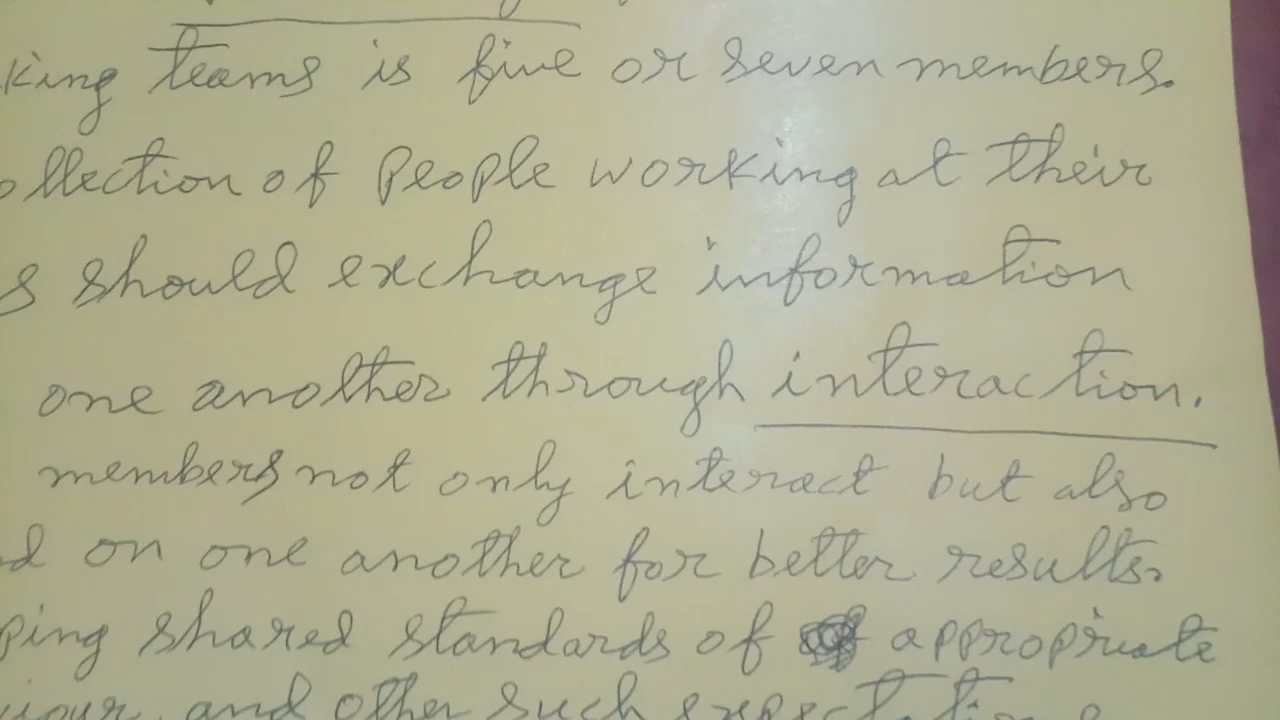 king teams is five or seven members.
ollection of People working at their
s should exchange information
one another through interaction.
members not only interact but also
d on one another for better results.
ping shared standards of appropriate
iour, and other such expectations